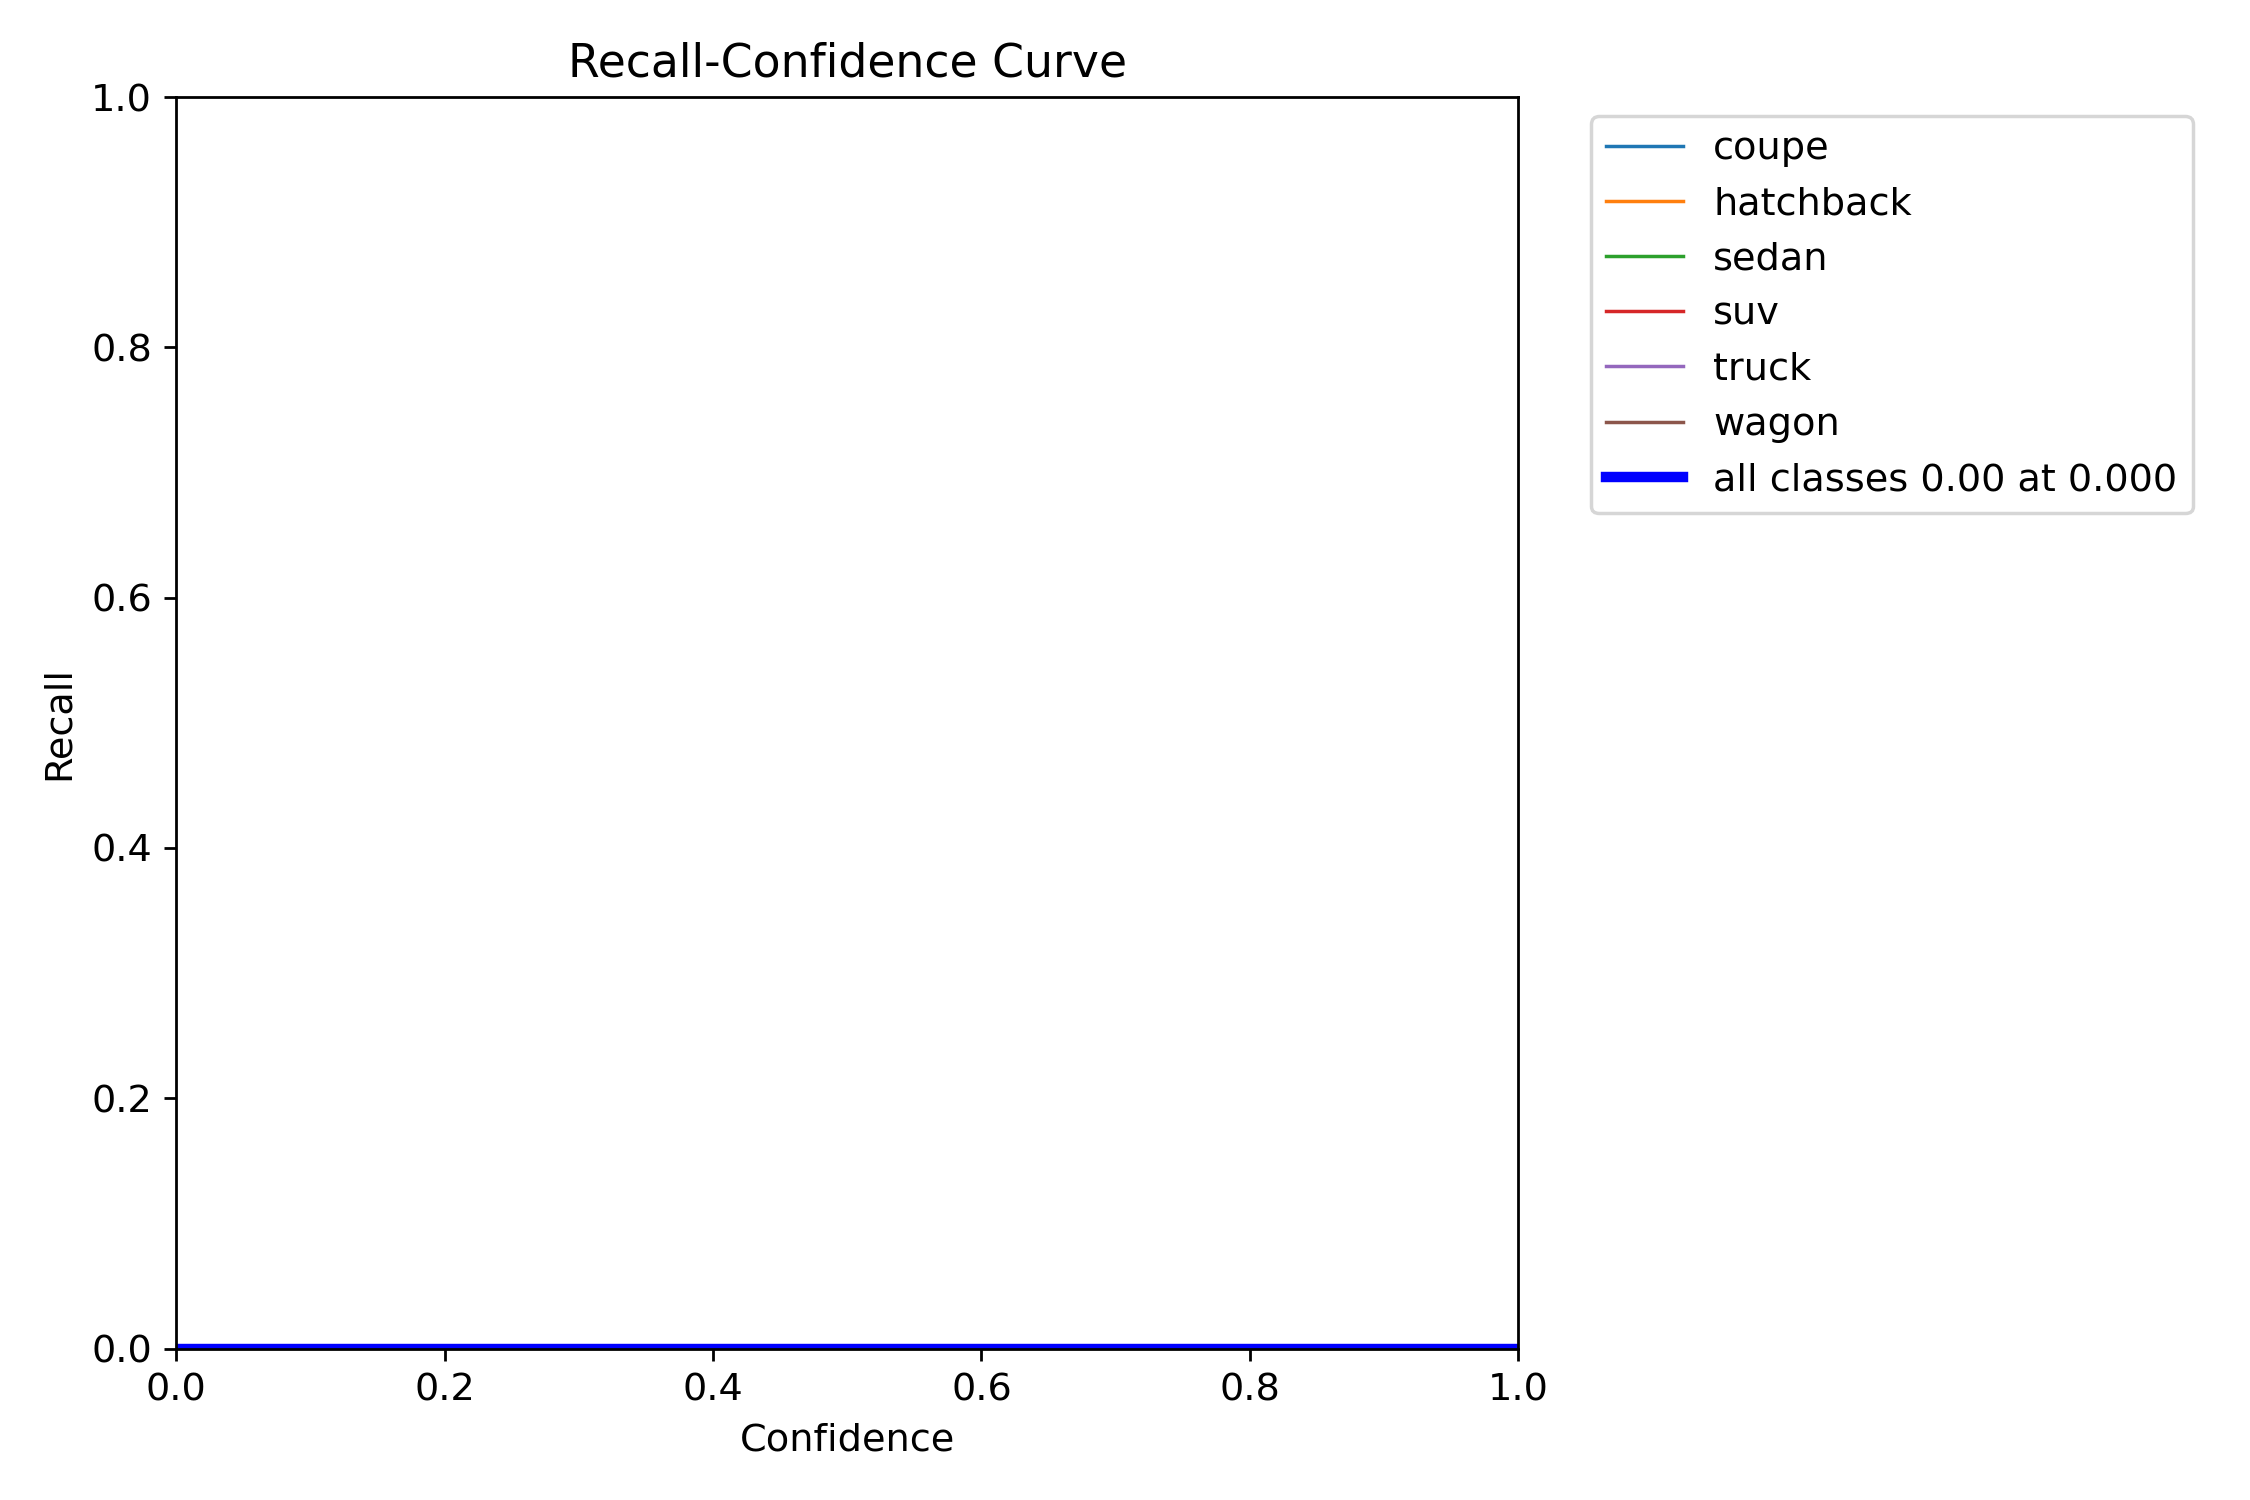 Recall-Confidence Curve
1.0
0.8
0.6
0.4
0.2
0.0
Recall
0.0 0.2 0.4 0.6 0.8 1.0
Confidence
coupe
hatchback
sedan
suv
truck
wagon
all classes 0.00 at 0.000